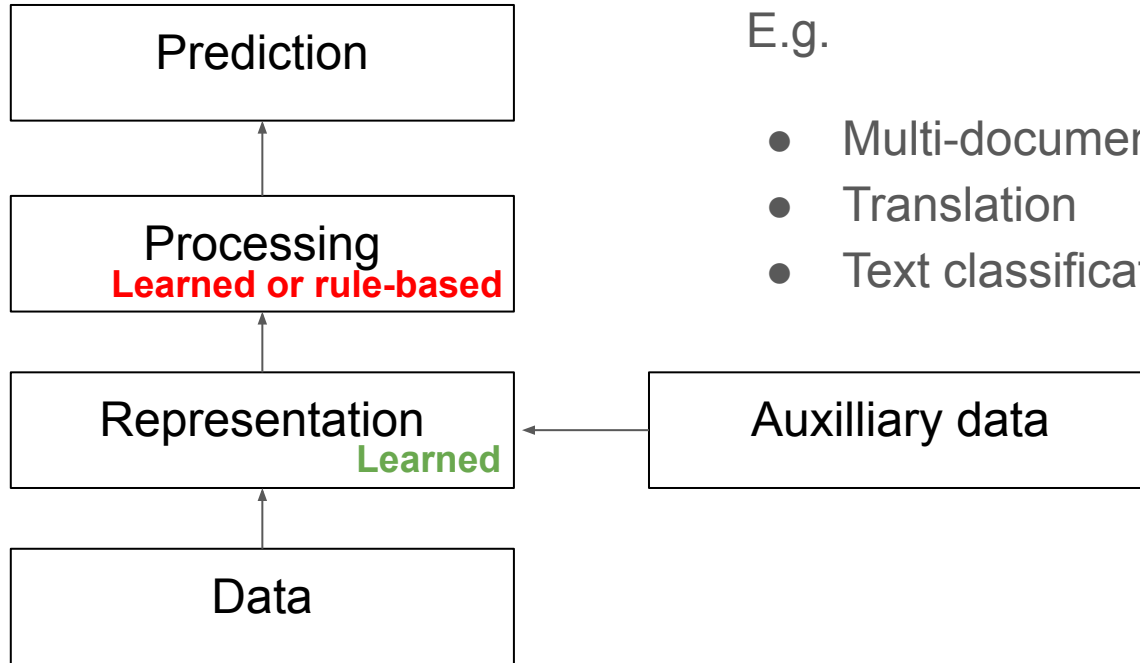 Prediction
Processing
Learned or rule-based
Representation
Learned
Data
Auxilliary data
E.g.
● Multi-documen
● Translation
● Text classificat